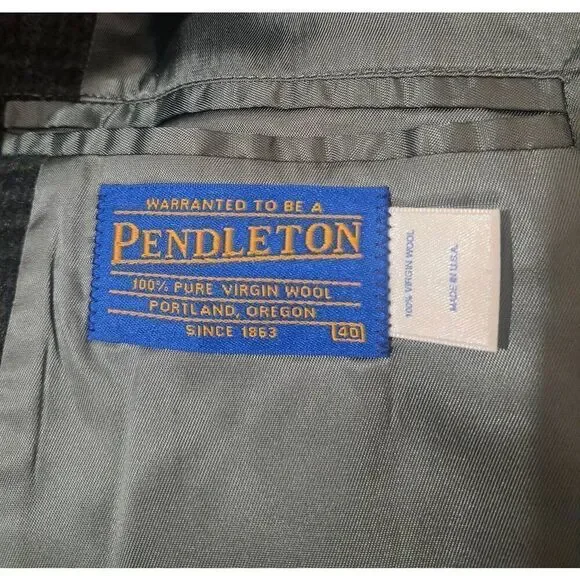 WARRANTED TO BE A
PENDLETON
100% PURE VIRGIN WOOL
PORTLAND, OREGON
SINCE 1863
40
100% VIRGIN WOOL
MADE IN U.S.A.